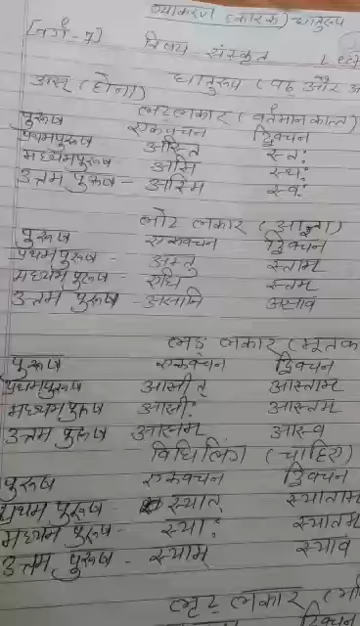 व्याकरण (कारक) धातुरूप
[वर्ग-7] विषय संस्कृत
अस् (होना) धातुरूप (पठ् और
लट्लकार (वर्तमान काल)
पुरूष एकवचन द्विवचन
प्रथमपुरूष अस्ति स्त:
मध्यमपुरूष असि स्थ:
उत्तम पुरूष - अस्मि स्व:
लोट लकार (आज्ञा)
पुरूष एकवचन द्विवचन
प्रथमपुरूष - अस्तु स्ताम
मध्यम पुरूष - एधि स्तम
उत्तम पुरूष - असानि असाव
लङ् लकार (भूतक
पुरूष एकवचन द्विवचन
प्रथमपुरूष आसीत् आस्ताम
मध्यमपुरूष आसी: आस्तम
उत्तम पुरूष आसम आस्व
विधिलिंग (चाहिए)
पुरूष एकवचन द्विवचन
प्रथम पुरूष - स्यात् स्याताम
मध्यम पुरूष - स्या: स्यातम
उत्तम पुरूष - स्याम् स्याव
लृट् लकार
द्विवचन